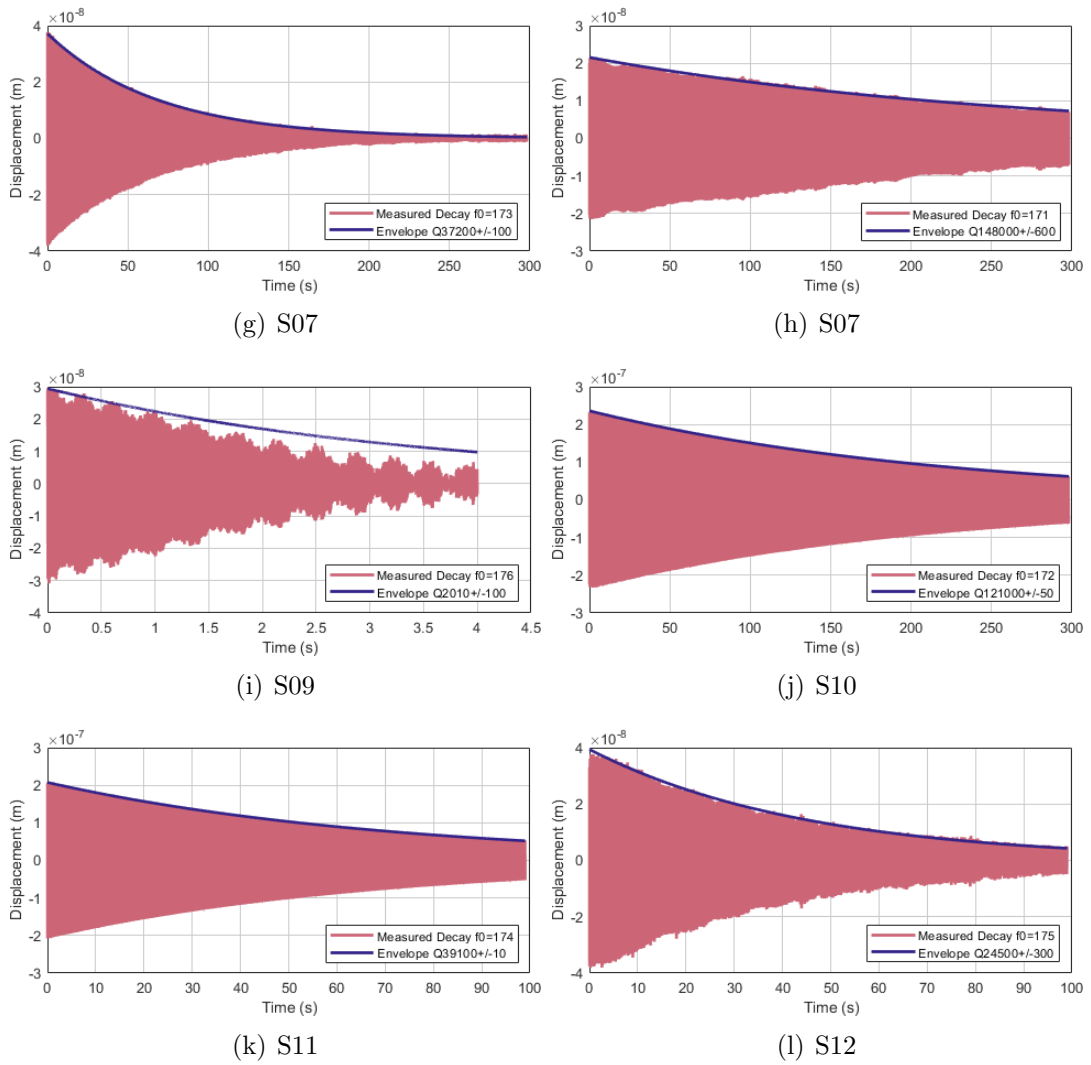 ×10⁻⁸
4
2
0
-2
-4
Displacement (m)
0 50 100 150 200 250 300
Time (s)
Measured Decay f0=173
Envelope Q37200+/-100
(g) S07
×10⁻⁸
3
2
1
0
-1
-2
-3
Displacement (m)
0 50 100 150 200 250 300
Time (s)
Measured Decay f0=171
Envelope Q148000+/-600
(h) S07
×10⁻⁸
3
2
1
0
-1
-2
-3
-4
Displacement (m)
0 0.5 1 1.5 2 2.5 3 3.5 4 4.5
Time (s)
Measured Decay f0=176
Envelope Q2010+/-100
(i) S09
×10⁻⁷
3
2
1
0
-1
-2
-3
Displacement (m)
0 50 100 150 200 250 300
Time (s)
Measured Decay f0=172
Envelope Q121000+/-50
(j) S10
×10⁻⁷
3
2
1
0
-1
-2
-3
Displacement (m)
0 10 20 30 40 50 60 70 80 90 100
Time (s)
Measured Decay f0=174
Envelope Q39100+/-10
(k) S11
×10⁻⁸
4
2
0
-2
-4
Displacement (m)
0 10 20 30 40 50 60 70 80 90 100
Time (s)
Measured Decay f0=175
Envelope Q24500+/-300
(l) S12